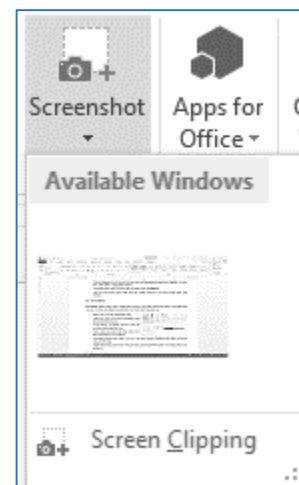 Screenshot
Apps for
Office
Available Windows
Screen Clipping